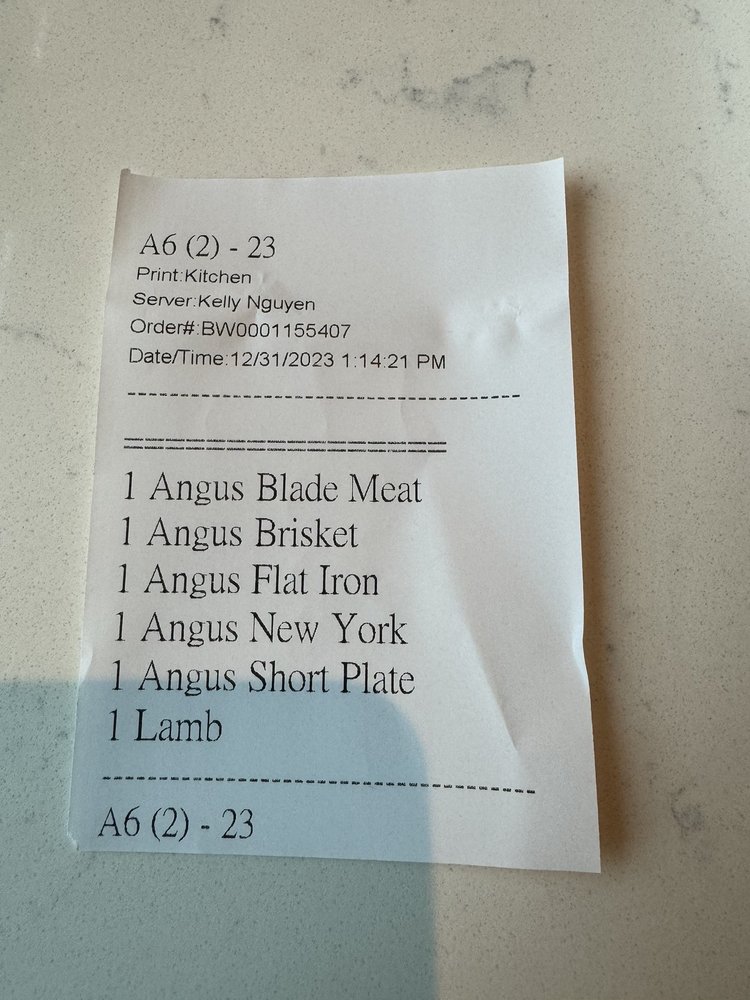 A6 (2) - 23
Print:Kitchen
Server:Kelly Nguyen
Order#:BW0001155407
Date/Time:12/31/2023 1:14:21 PM
1 Angus Blade Meat
1 Angus Brisket
1 Angus Flat Iron
1 Angus New York
1 Angus Short Plate
1 Lamb
A6 (2) - 23